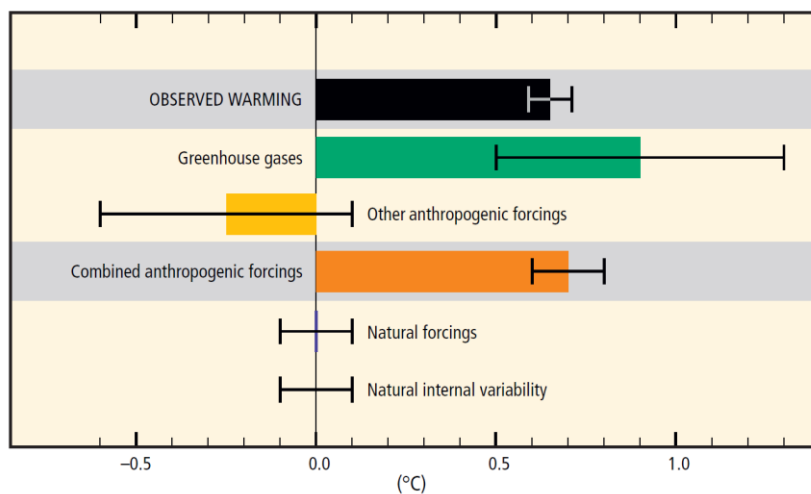 OBSERVED WARMING
Greenhouse gases
Other anthropogenic forcings
Combined anthropogenic forcings
Natural forcings
Natural internal variability
–0.5
0.0
0.5
1.0
(°C)